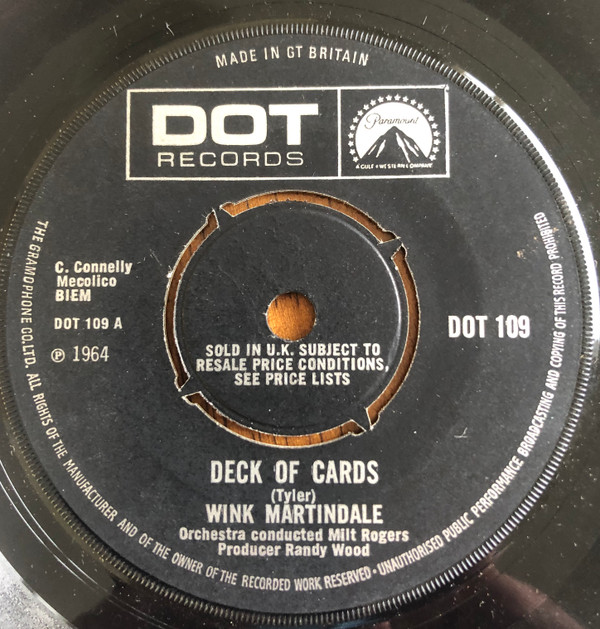 MADE IN GT BRITAIN
DOT
RECORDS
Paramount
A GULF + WESTERN COMPANY
C. Connelly
Mecolico
BIEM
DOT 109 A
℗ 1964
DOT 109
SOLD IN U.K. SUBJECT TO
RESALE PRICE CONDITIONS,
SEE PRICE LISTS
DECK OF CARDS
(Tyler)
WINK MARTINDALE
Orchestra conducted Milt Rogers
Producer Randy Wood
THE GRAMOPHONE CO. LTD. ALL RIGHTS OF THE MANUFACTURER AND OF THE OWNER OF THE RECORDED WORK RESERVED • UNAUTHORISED PUBLIC PERFORMANCE BROADCASTING AND COPYING OF THIS RECORD PROHIBITED